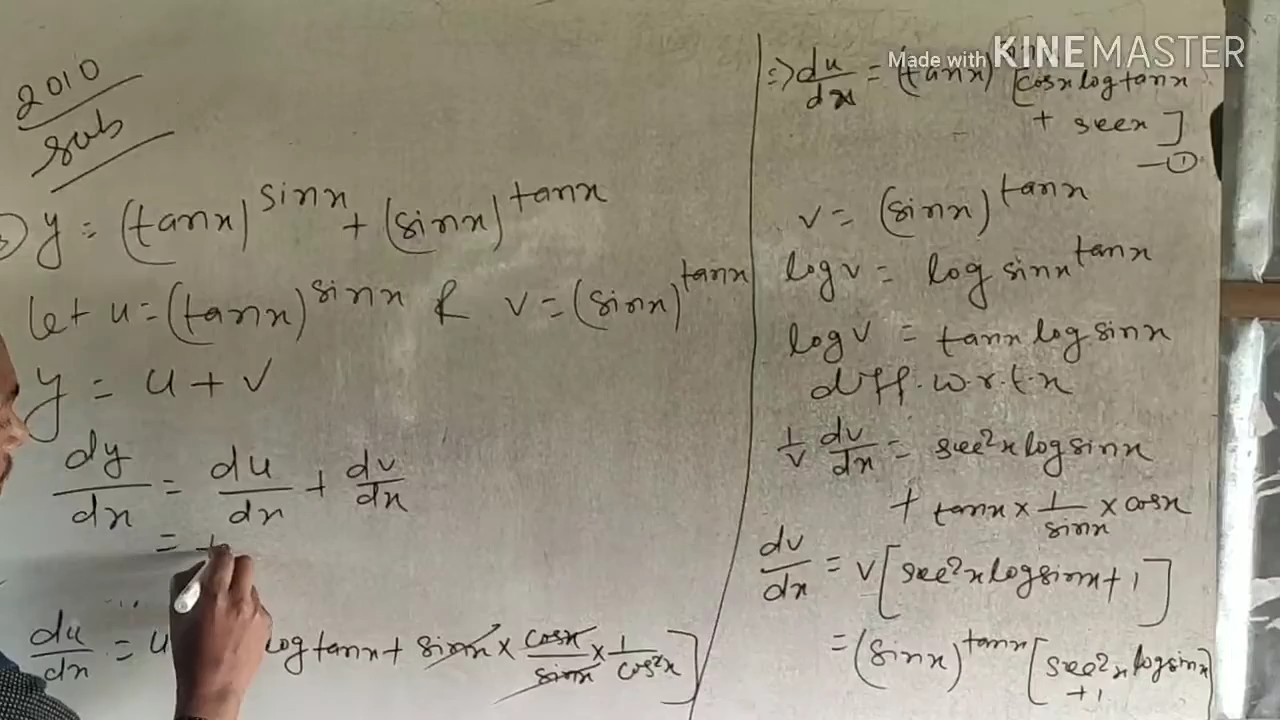 2010
sub
y = (tanx)^sinx + (sinx)^tanx
let u = (tanx)^sinx & v = (sinx)^tanx
y = u + v
dy/dx = du/dx + dv/dx
=
du/dx = u log tanx + sinx × cosx/sinx × 1/cos²x ]
Made with KINEMASTER
=> du/dx = (tanx) [cosx log tanx
+ secx ]
— ①
v = (sinx)^tanx
log v = log sinx^tanx
log v = tanx log sinx
diff. w.r.t. x
1/v dv/dx = sec²x log sinx
+ tanx × 1/sinx × cosx
dv/dx = v [ sec²x log sinx + 1 ]
= (sinx)^tanx [ sec²x log sinx
+ 1